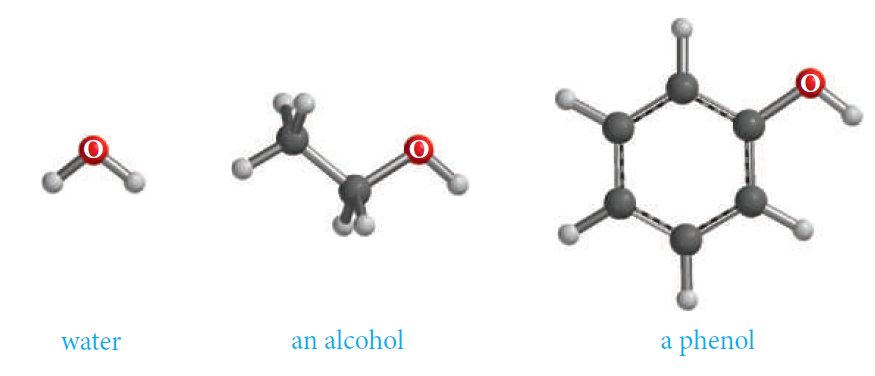 O
O
O
water
an alcohol
a phenol